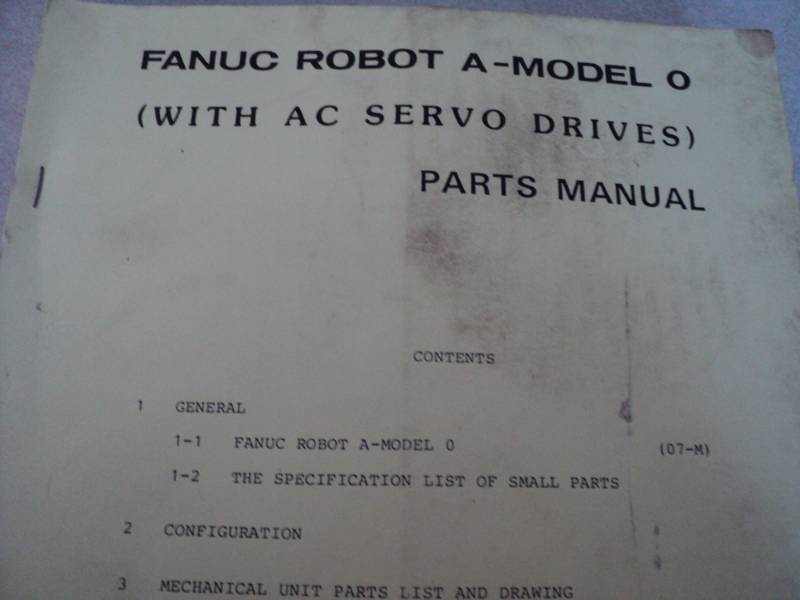 FANUC ROBOT A-MODEL 0
(WITH AC SERVO DRIVES)
PARTS MANUAL
CONTENTS
1 GENERAL
1-1 FANUC ROBOT A-MODEL 0 (07-M)
1-2 THE SPECIFICATION LIST OF SMALL PARTS
2 CONFIGURATION
3 MECHANICAL UNIT PARTS LIST AND DRAWING